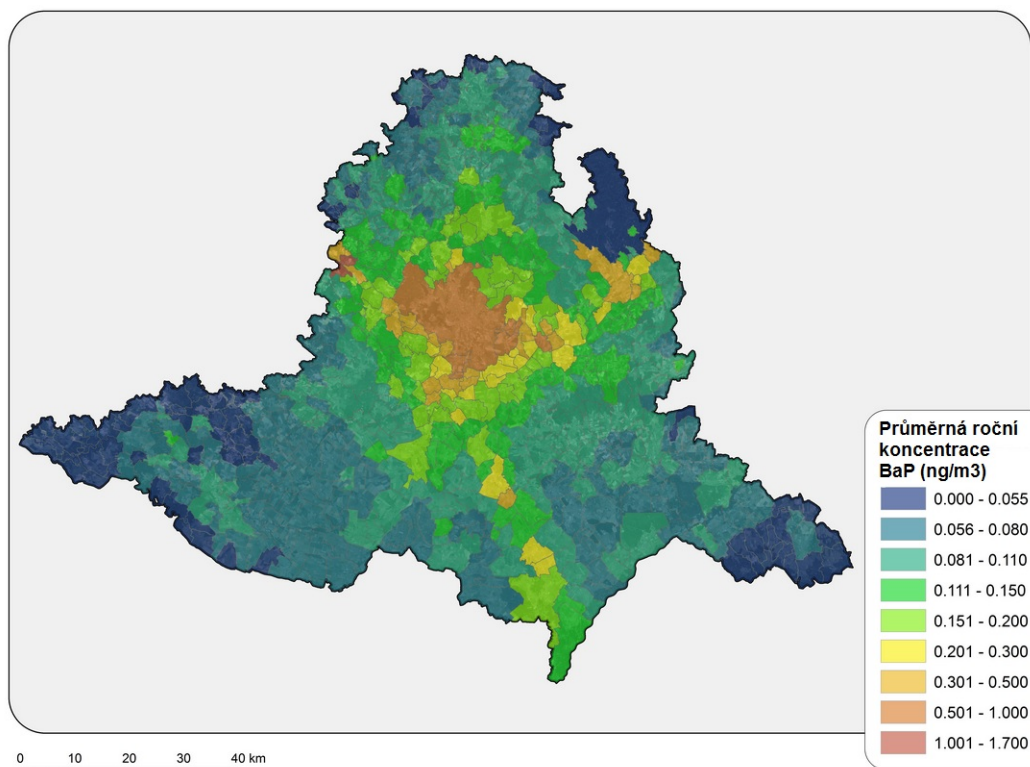 Průměrná roční
koncentrace
BaP (ng/m3)
0.000 - 0.055
0.056 - 0.080
0.081 - 0.110
0.111 - 0.150
0.151 - 0.200
0.201 - 0.300
0.301 - 0.500
0.501 - 1.000
1.001 - 1.700
0 10 20 30 40 km